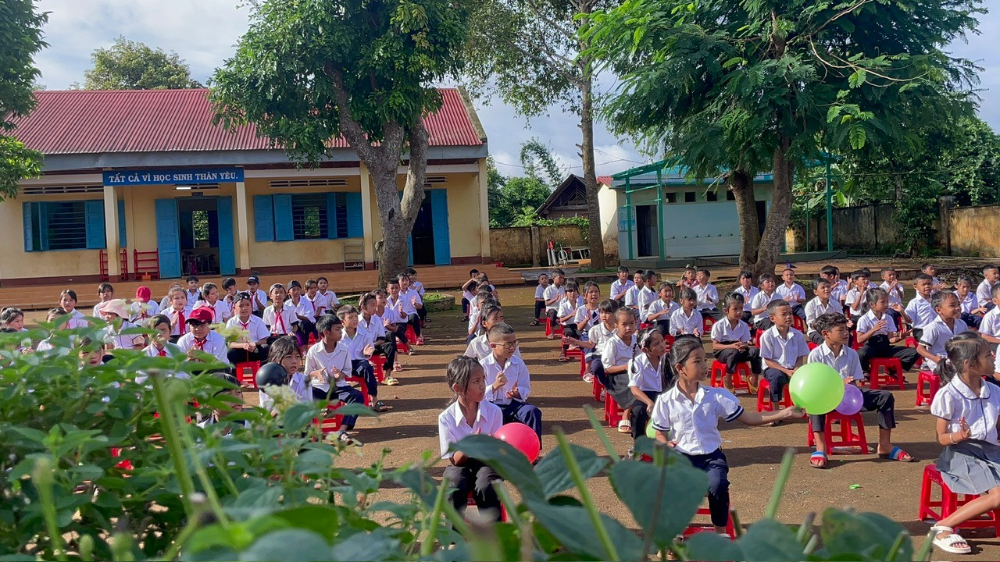 TẤT CẢ VÌ HỌC SINH THÂN YÊU.